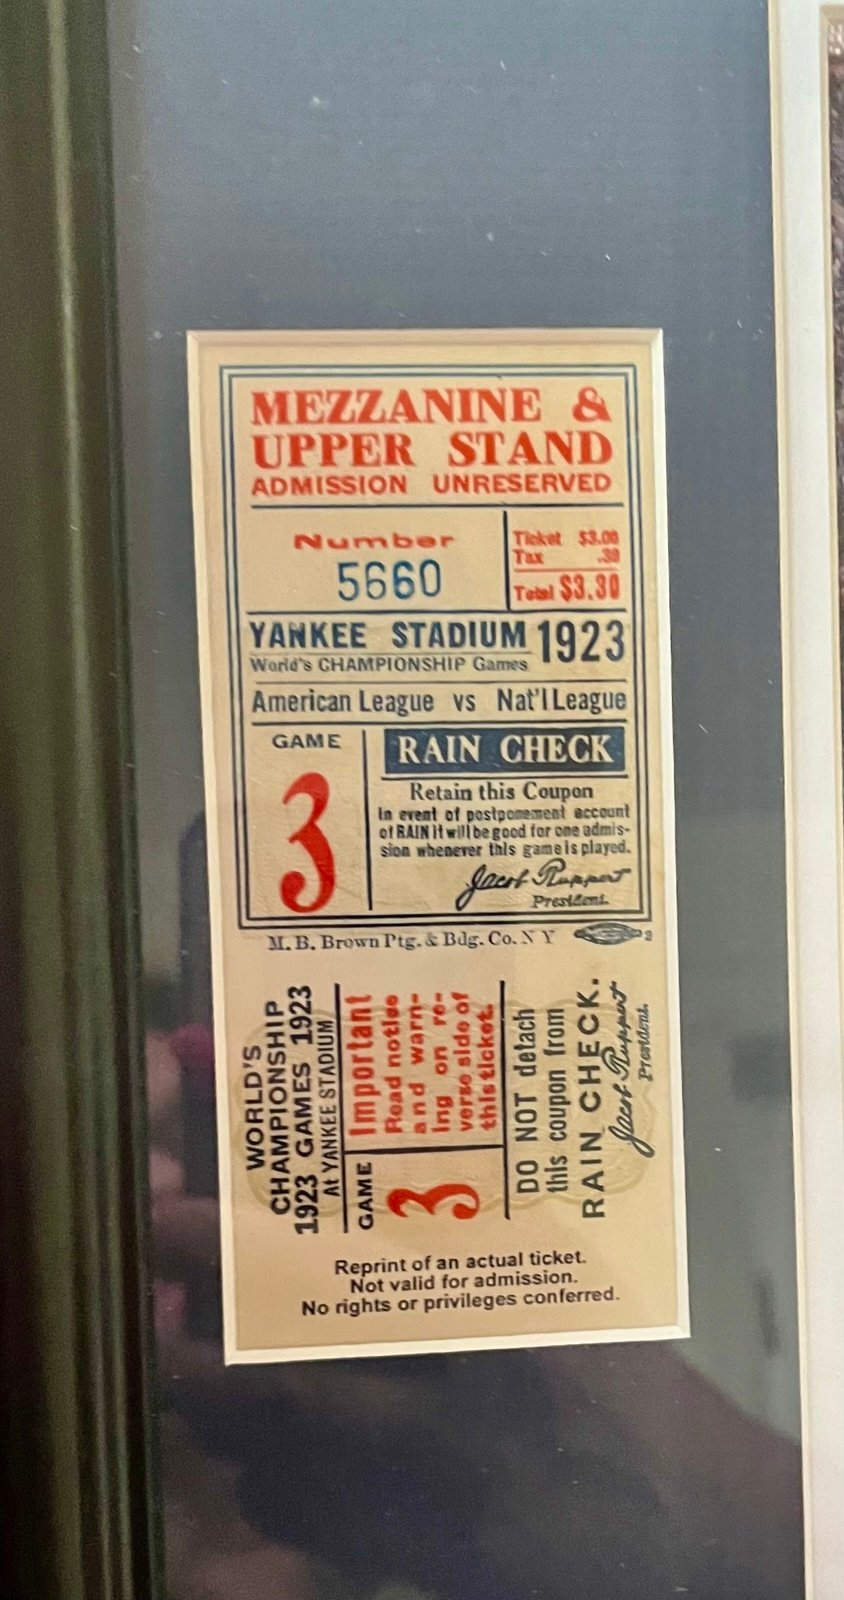 MEZZANINE &
UPPER STAND
ADMISSION UNRESERVED
Number
5660
Ticket $3.00
Tax .30
Total $3.30
YANKEE STADIUM 1923
World's CHAMPIONSHIP Games
American League vs Nat'l League
GAME
3
RAIN CHECK
Retain this Coupon
In event of postponement account
of RAIN it will be good for one admis-
sion whenever this game is played.
Jacob Ruppert
President.
M. B. Brown Ptg. & Bdg. Co. N Y
2
WORLD'S
CHAMPIONSHIP
1923 GAMES 1923
At YANKEE STADIUM
GAME
3
Important
Read notice
and warn-
ing on re-
verse side of
this ticket.
DO NOT detach
this coupon from
RAIN CHECK.
Jacob Ruppert
President.
Reprint of an actual ticket.
Not valid for admission.
No rights or privileges conferred.